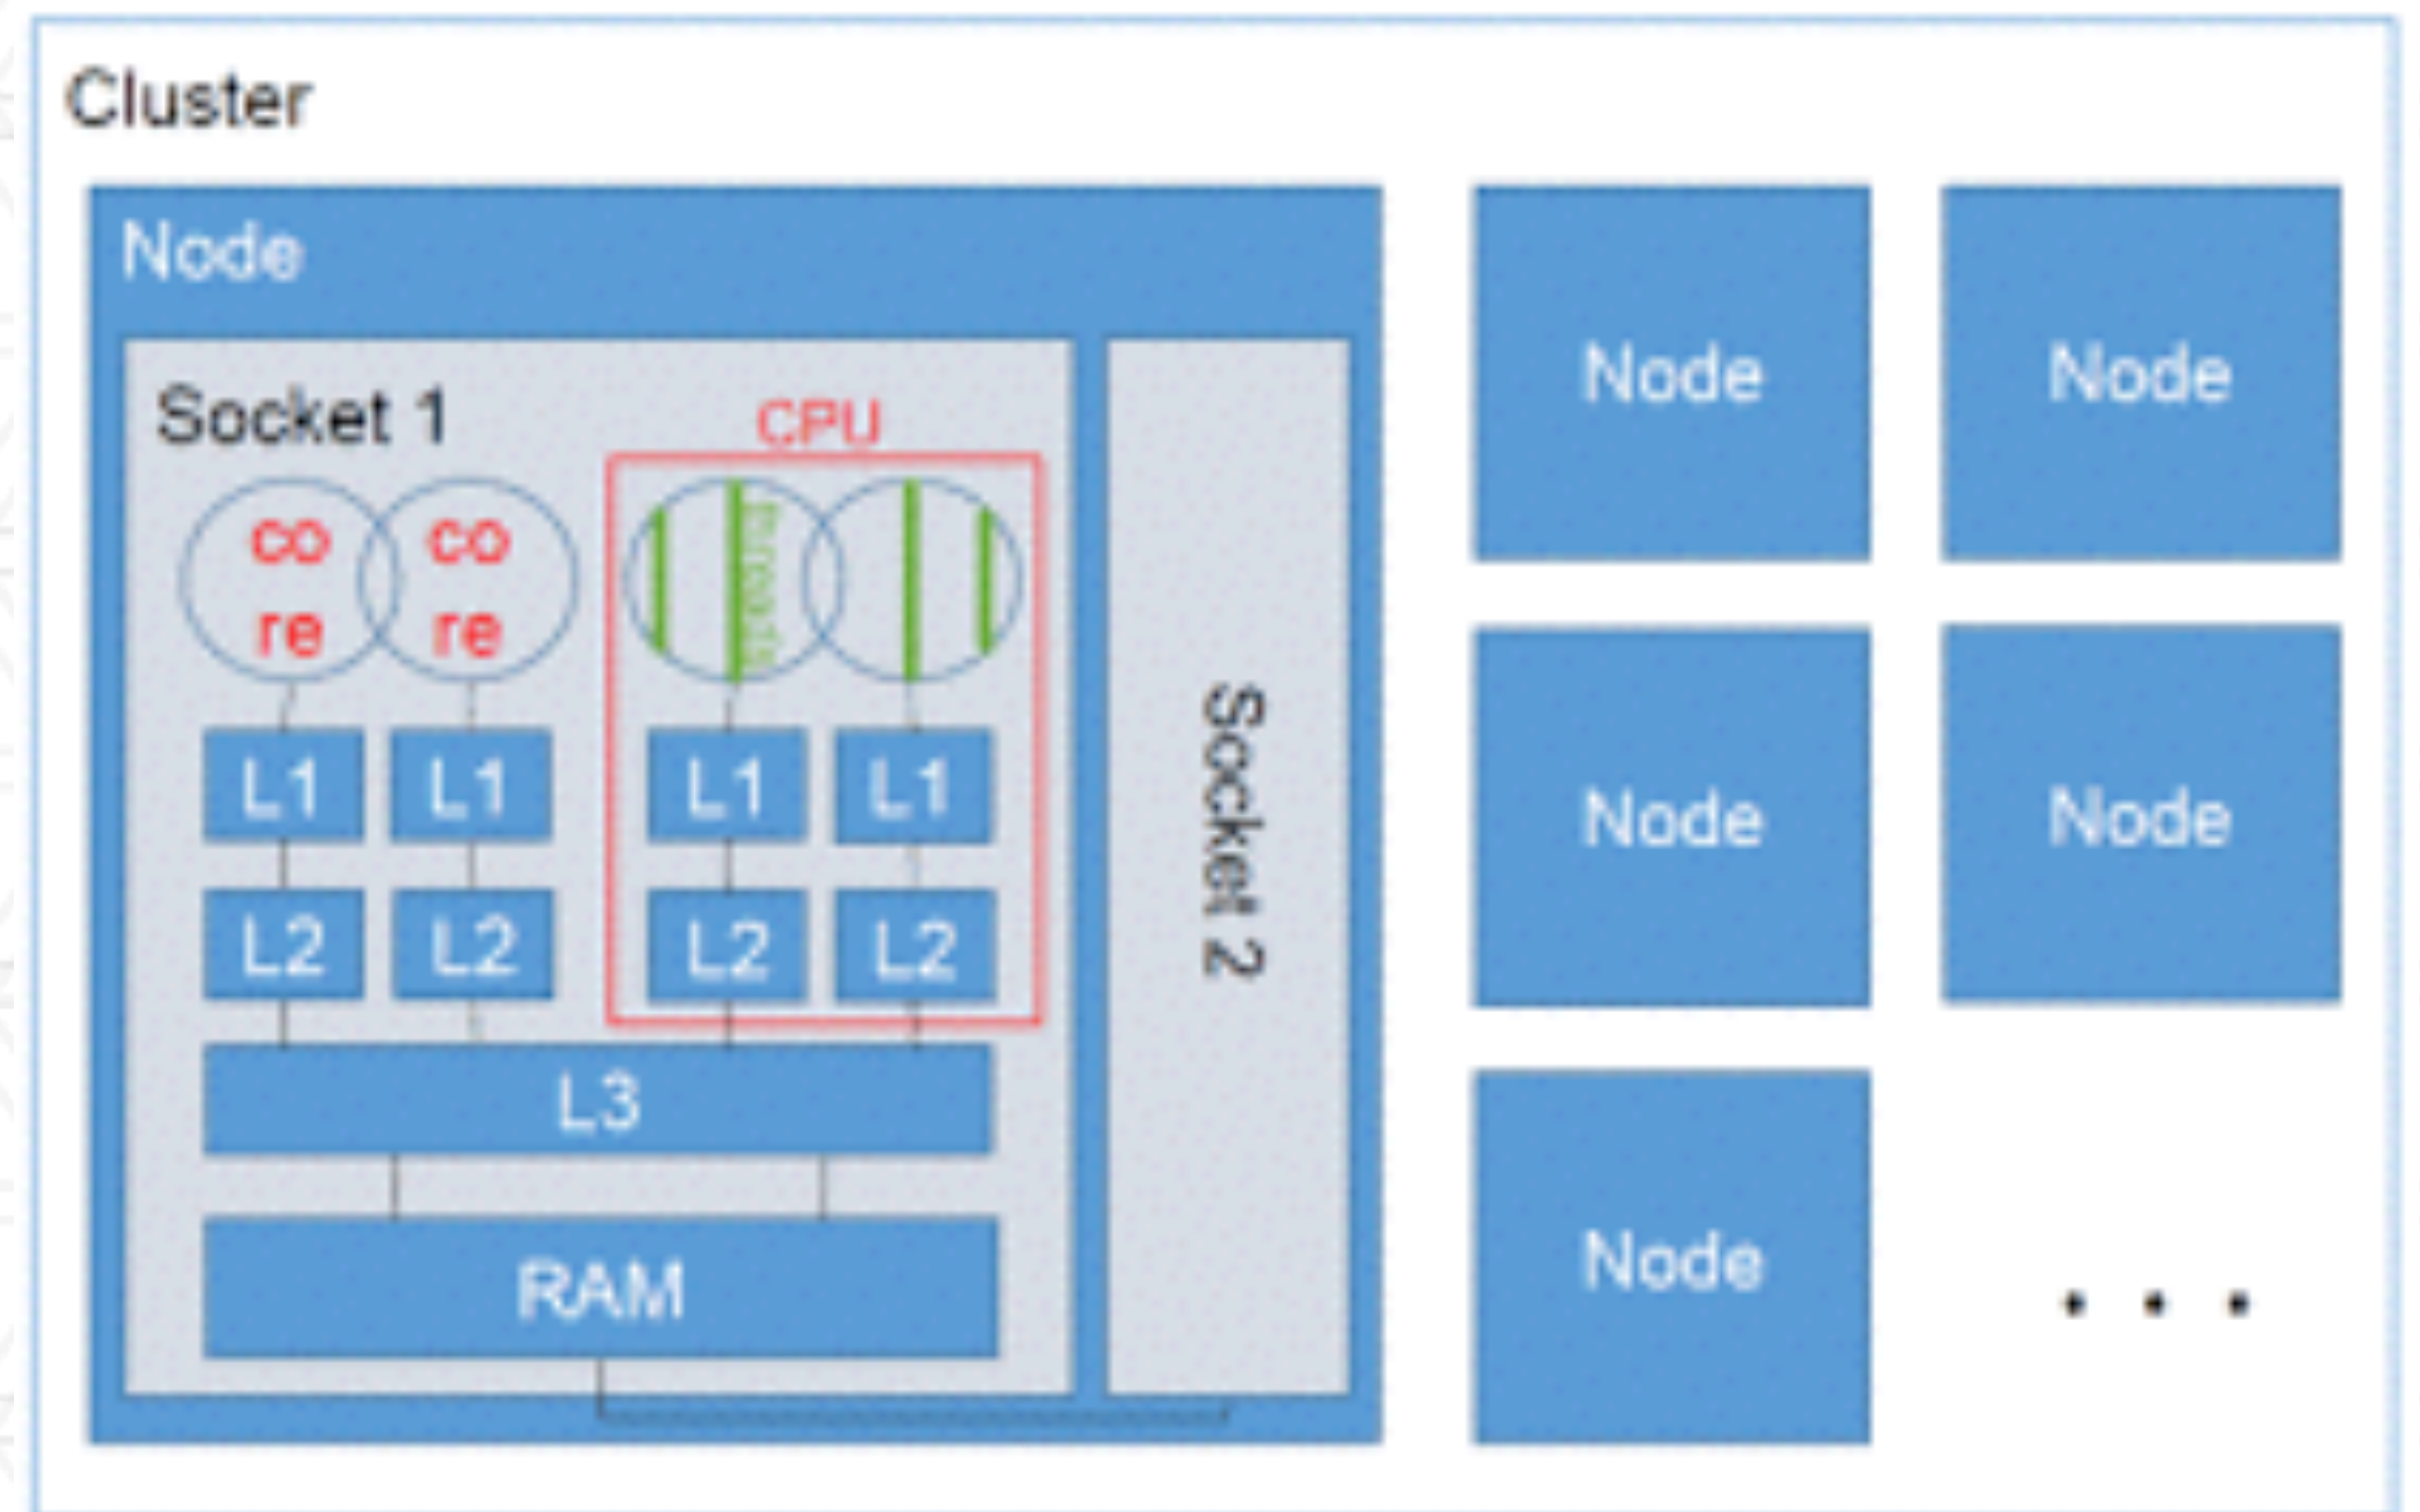 Cluster
Node
Socket 1
CPU
co
re
co
re
threads
L1
L1
L1
L1
L2
L2
L2
L2
L3
RAM
Socket 2
Node
Node
Node
Node
Node
. . .